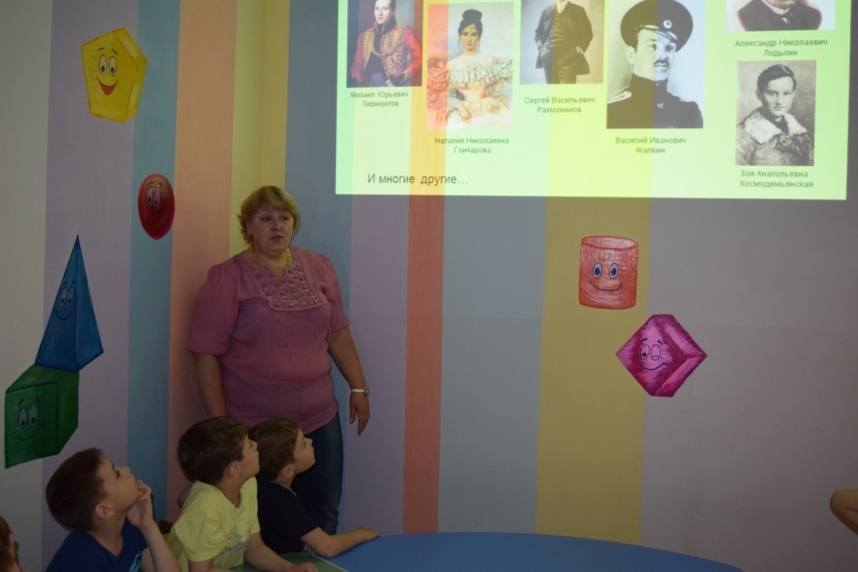 Михаил Юрьевич
Лермонтов
Наталия Николаевна
Гончарова
Сергей Васильевич
Рахманинов
Василий Иванович
Агапкин
Александр Николаевич
Лодыгин
Зоя Анатольевна
Космодемьянская
И многие другие...